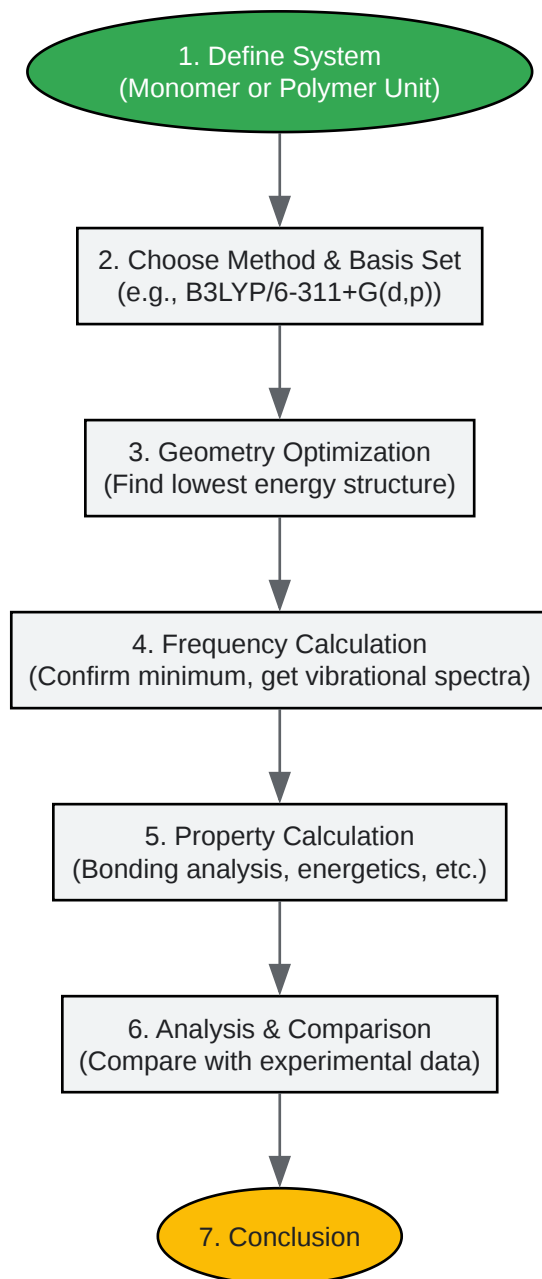 1. Define System
(Monomer or Polymer Unit)
2. Choose Method & Basis Set
(e.g., B3LYP/6-311+G(d,p))
3. Geometry Optimization
(Find lowest energy structure)
4. Frequency Calculation
(Confirm minimum, get vibrational spectra)
5. Property Calculation
(Bonding analysis, energetics, etc.)
6. Analysis & Comparison
(Compare with experimental data)
7. Conclusion